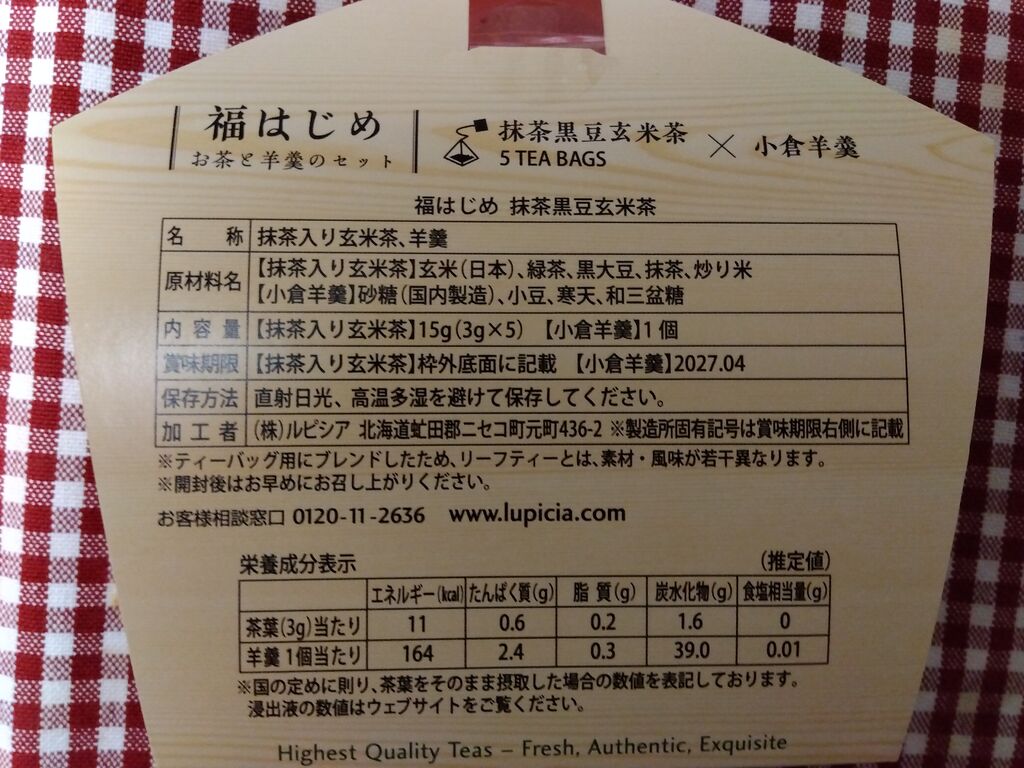 福はじめ
お茶と羊羹のセット
抹茶黒豆玄米茶
5 TEA BAGS
×
小倉羊羹
福はじめ 抹茶黒豆玄米茶
名称 抹茶入り玄米茶、羊羹
原材料名 【抹茶入り玄米茶】玄米(日本)、緑茶、黒大豆、抹茶、炒り米
【小倉羊羹】砂糖(国内製造)、小豆、寒天、和三盆糖
内容量 【抹茶入り玄米茶】15g(3g×5) 【小倉羊羹】1個
賞味期限 【抹茶入り玄米茶】枠外底面に記載 【小倉羊羹】2027.04
保存方法 直射日光、高温多湿を避けて保存してください。
加工者 (株)ルピシア 北海道虻田郡ニセコ町元町436-2 ※製造所固有記号は賞味期限右側に記載
※ティーバッグ用にブレンドしたため、リーフティーとは、素材・風味が若干異なります。
※開封後はお早めにお召し上がりください。
お客様相談窓口 0120-11-2636 www.lupicia.com
栄養成分表示 (推定値)
エネルギー(kcal) たんぱく質(g) 脂質(g) 炭水化物(g) 食塩相当量(g)
茶葉(3g)当たり 11 0.6 0.2 1.6 0
羊羹1個当たり 164 2.4 0.3 39.0 0.01
※国の定めに則り、茶葉をそのまま摂取した場合の数値を表記しております。
浸出液の数値はウェブサイトをご覧ください。
Highest Quality Teas – Fresh, Authentic, Exquisite